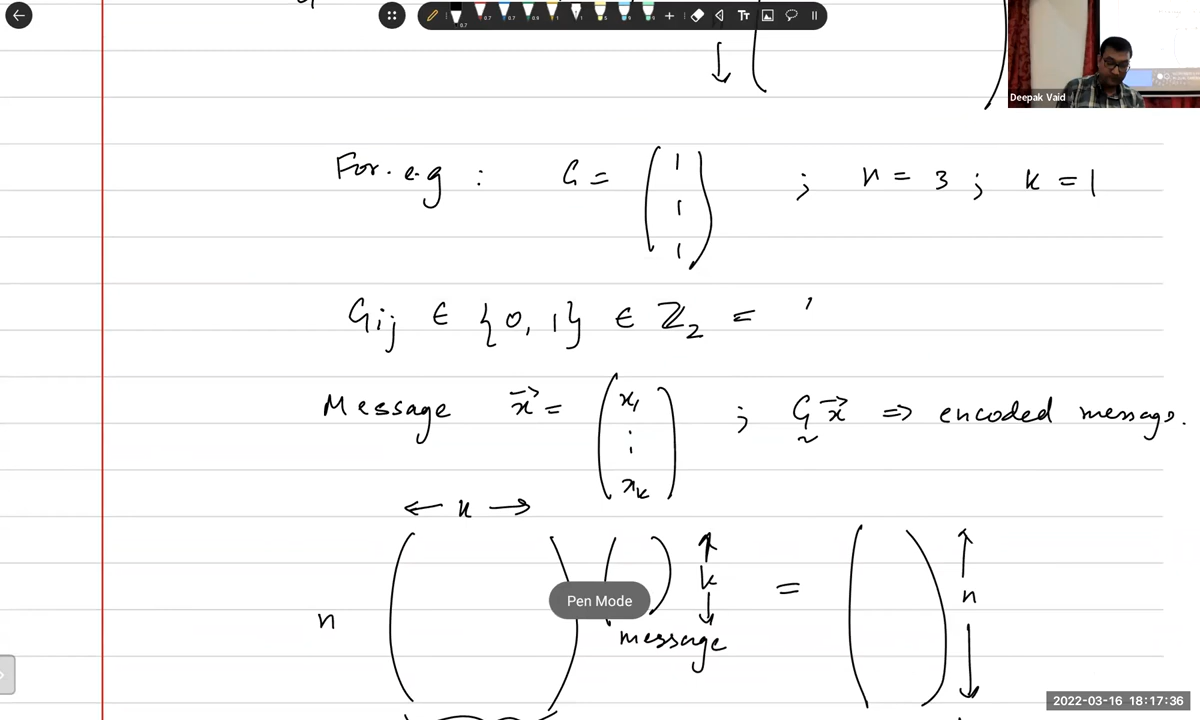 Deepak Vaid
For. e.g : G = ( 1 1 1 ) ; n = 3 ; k = 1
Gij ∈ {0, 1} ∈ ℤ₂ = '
Message x⃗ = ( x₁ ⋮ xₖ ) ; G x⃗ ⇒ encoded message.
← k →
n ( ) ( ) ↑ k ↓ = ( ) ↑ n ↓
Pen Mode
message
2022-03-16 18:17:36